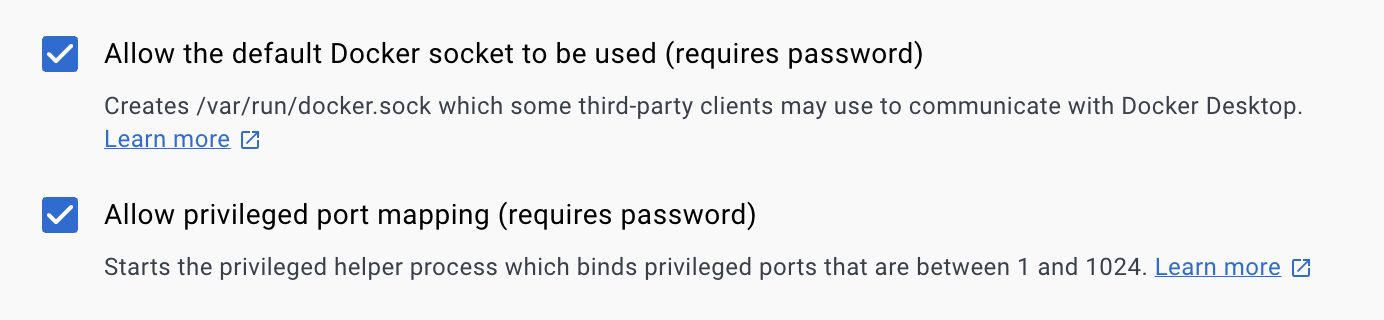 Allow the default Docker socket to be used (requires password)
Creates /var/run/docker.sock which some third-party clients may use to communicate with Docker Desktop.
Learn more
Allow privileged port mapping (requires password)
Starts the privileged helper process which binds privileged ports that are between 1 and 1024. Learn more